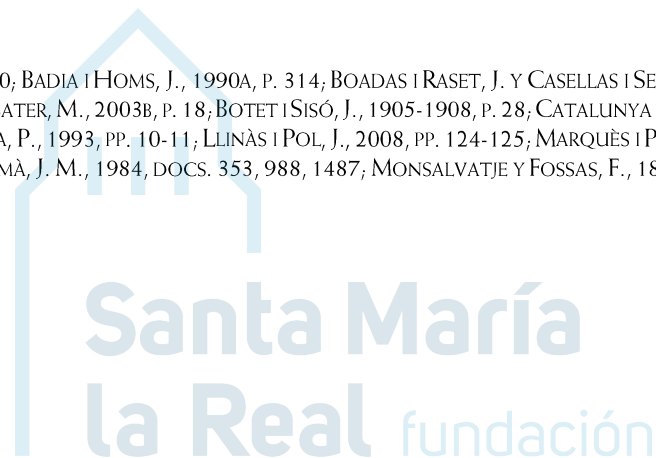 0; Badia i Homs, J., 1990a, p. 314; Boadas i Raset, J. y Casellas i Se
ater, M., 2003b, p. 18; Botet i Sisó, J., 1905-1908, p. 28; Catalunya
a, P., 1993, pp. 10-11; Llinàs i Pol, J., 2008, pp. 124-125; Marquès i P
mà, J. M., 1984, docs. 353, 988, 1487; Monsalvatje y Fossas, F., 18
Santa María
la Real fundación